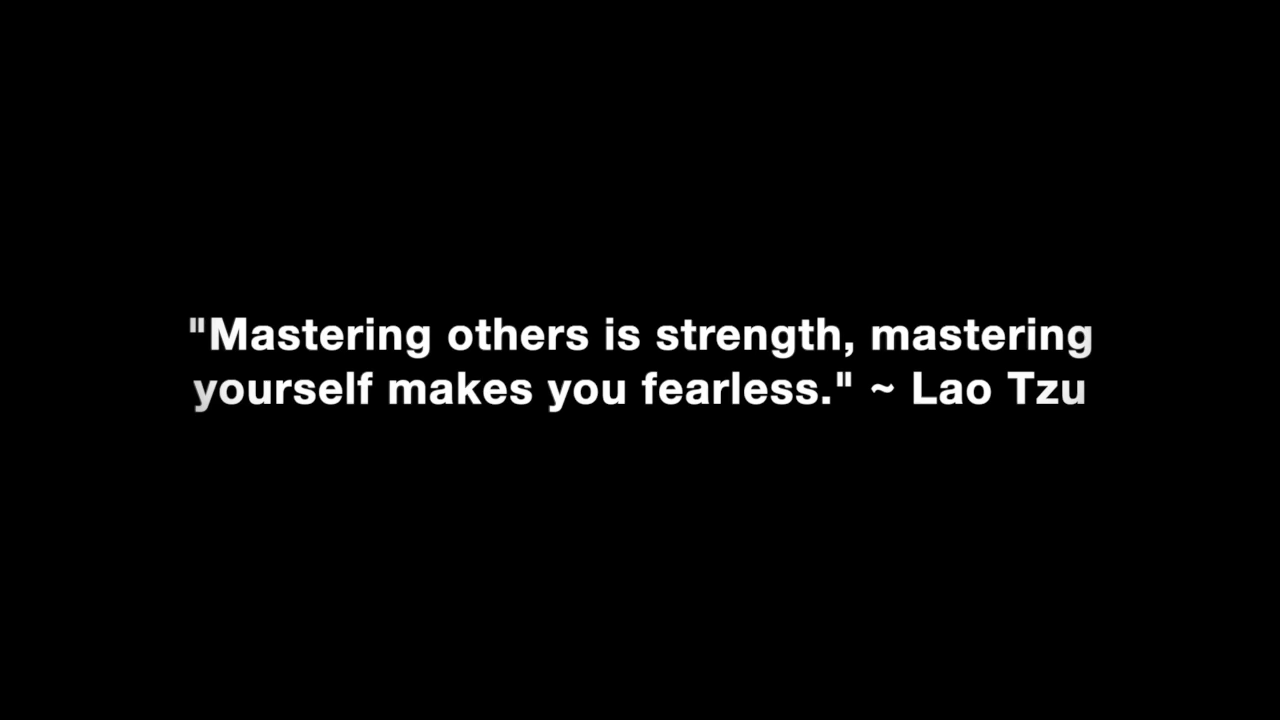 "Mastering others is strength, mastering
yourself makes you fearless." ~ Lao Tzu